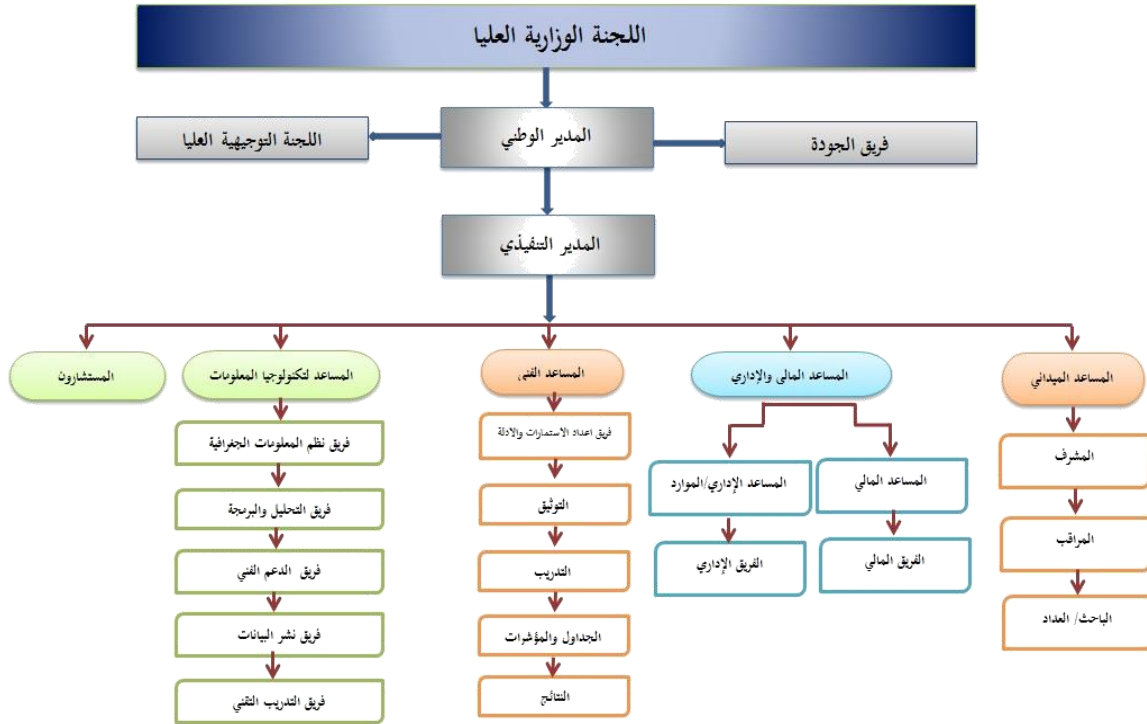 اللجنة الوزارية العليا
المدير الوطني
فريق الجودة
اللجنة التوجيهية العليا
المدير التنفيذي
المساعد الميداني
المساعد المالي والإداري
المساعد الفني
المساعد لتكنولوجيا المعلومات
المستشارون
المشرف
المراقب
الباحث/ العداد
المساعد المالي
الفريق المالي
المساعد الإداري/الموارد
الفريق الإداري
فريق اعداد الاستمارات والادلة
التوثيق
التدريب
الجداول والمؤشرات
النتائج
فريق نظم المعلومات الجغرافية
فريق التحليل والبرمجة
فريق الدعم الفني
فريق نشر البيانات
فريق التدريب التقني